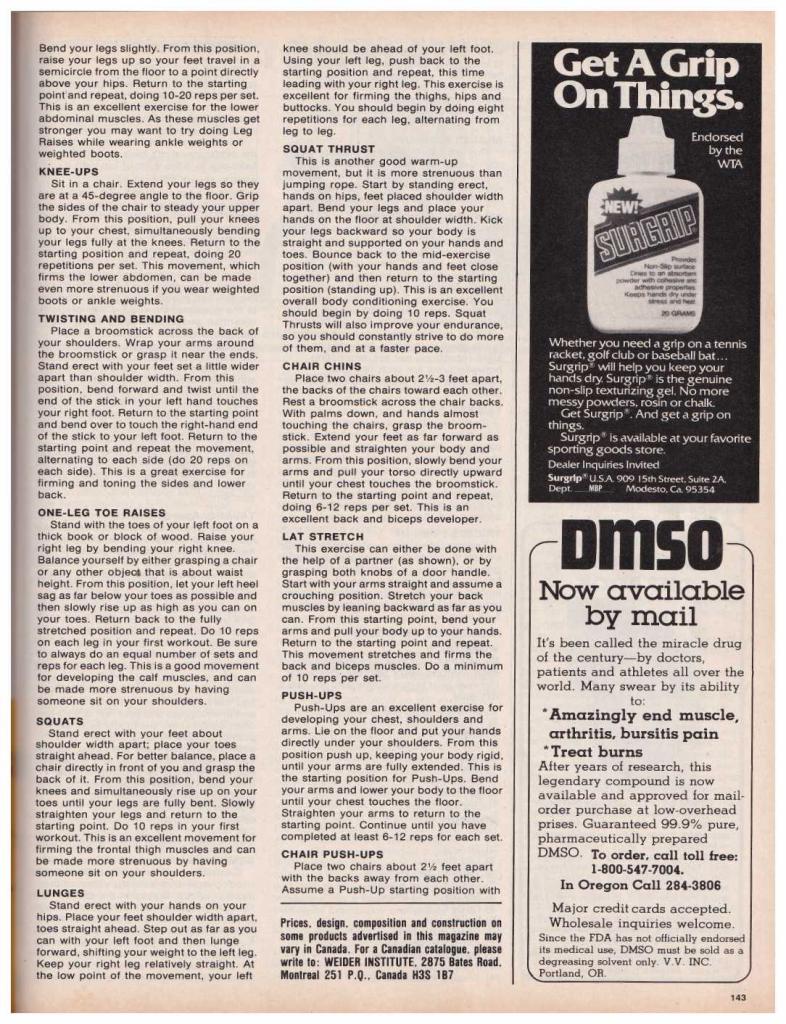 Bend your legs slightly. From this position,
raise your legs up so your feet travel in a
semicircle from the floor to a point directly
above your hips. Return to the starting
point and repeat, doing 10-20 reps per set.
This is an excellent exercise for the lower
abdominal muscles. As these muscles get
stronger you may want to try doing Leg
Raises while wearing ankle weights or
weighted boots.
KNEE-UPS
Sit in a chair. Extend your legs so they
are at a 45-degree angle to the floor. Grip
the sides of the chair to steady your upper
body. From this position, pull your knees
up to your chest, simultaneously bending
your legs fully at the knees. Return to the
starting position and repeat, doing 20
repetitions per set. This movement, which
firms the lower abdomen, can be made
even more strenuous if you wear weighted
boots or ankle weights.
TWISTING AND BENDING
Place a broomstick across the back of
your shoulders. Wrap your arms around
the broomstick or grasp it near the ends.
Stand erect with your feet set a little wider
apart than shoulder width. From this
position, bend forward and twist until the
end of the stick in your left hand touches
your right foot. Return to the starting point
and bend over to touch the right-hand end
of the stick to your left foot. Return to the
starting point and repeat the movement,
alternating to each side (do 20 reps on
each side). This is a great exercise for
firming and toning the sides and lower
back.
ONE-LEG TOE RAISES
Stand with the toes of your left foot on a
thick book or block of wood. Raise your
right leg by bending your right knee.
Balance yourself by either grasping a chair
or any other object that is about waist
height. From this position, let your left heel
sag as far below your toes as possible and
then slowly rise up as high as you can on
your toes. Return back to the fully
stretched position and repeat. Do 10 reps
on each leg in your first workout. Be sure
to always do an equal number of sets and
reps for each leg. This is a good movement
for developing the calf muscles, and can
be made more strenuous by having
someone sit on your shoulders.
SQUATS
Stand erect with your feet about
shoulder width apart; place your toes
straight ahead. For better balance, place a
chair directly in front of you and grasp the
back of it. From this position, bend your
knees and simultaneously rise up on your
toes until your legs are fully bent. Slowly
straighten your legs and return to the
starting point. Do 10 reps in your first
workout. This is an excellent movement for
firming the frontal thigh muscles and can
be made more strenuous by having
someone sit on your shoulders.
LUNGES
Stand erect with your hands on your
hips. Place your feet shoulder width apart,
toes straight ahead. Step out as far as you
can with your left foot and then lunge
forward, shifting your weight to the left leg.
Keep your right leg relatively straight. At
the low point of the movement, your left
knee should be ahead of your left foot.
Using your left leg, push back to the
starting position and repeat, this time
leading with your right leg. This exercise is
excellent for firming the thighs, hips and
buttocks. You should begin by doing eight
repetitions for each leg, alternating from
leg to leg.
SQUAT THRUST
This is another good warm-up
movement, but it is more strenuous than
jumping rope. Start by standing erect,
hands on hips, feet placed shoulder width
apart. Bend your legs and place your
hands on the floor at shoulder width. Kick
your legs backward so your body is
straight and supported on your hands and
toes. Bounce back to the mid-exercise
position (with your hands and feet close
together) and then return to the starting
position (standing up). This is an excellent
overall body conditioning exercise. You
should begin by doing 10 reps. Squat
Thrusts will also improve your endurance,
so you should constantly strive to do more
of them, and at a faster pace.
CHAIR CHINS
Place two chairs about 2½-3 feet apart,
the backs of the chairs toward each other.
Rest a broomstick across the chair backs.
With palms down, and hands almost
touching the chairs, grasp the broom-
stick. Extend your feet as far forward as
possible and straighten your body and
arms. From this position, slowly bend your
arms and pull your torso directly upward
until your chest touches the broomstick.
Return to the starting point and repeat,
doing 6-12 reps per set. This is an
excellent back and biceps developer.
LAT STRETCH
This exercise can either be done with
the help of a partner (as shown), or by
grasping both knobs of a door handle.
Start with your arms straight and assume a
crouching position. Stretch your back
muscles by leaning backward as far as you
can. From this starting point, bend your
arms and pull your body up to your hands.
Return to the starting point and repeat.
This movement stretches and firms the
back and biceps muscles. Do a minimum
of 10 reps per set.
PUSH-UPS
Push-Ups are an excellent exercise for
developing your chest, shoulders and
arms. Lie on the floor and put your hands
directly under your shoulders. From this
position push up, keeping your body rigid,
until your arms are fully extended. This is
the starting position for Push-Ups. Bend
your arms and lower your body to the floor
until your chest touches the floor.
Straighten your arms to return to the
starting point. Continue until you have
completed at least 6-12 reps for each set.
CHAIR PUSH-UPS
Place two chairs about 2½ feet apart
with the backs away from each other.
Assume a Push-Up starting position with
Prices, design, composition and construction on
some products advertised in this magazine may
vary in Canada. For a Canadian catalogue, please
write to: WEIDER INSTITUTE, 2875 Bates Road,
Montreal 251 P.Q., Canada H3S 1B7
Get A Grip
On Things.
Endorsed
by the
WTA
NEW!
SURGRIP
Provides
Non-Slip surface
Dries to an absorbent
powder with cohesive and
adhesive properties
Keeps hands dry under
stress and heat
20 GRAMS
Whether you need a grip on a tennis
racket, golf club or baseball bat...
Surgrip® will help you keep your
hands dry. Surgrip® is the genuine
non-slip texturizing gel. No more
messy powders, rosin or chalk.
Get Surgrip®. And get a grip on
things.
Surgrip® is available at your favorite
sporting goods store.
Dealer Inquiries Invited
Surgrip® U.S.A. 909 15th Street, Suite 2A,
Dept. MBP Modesto, Ca. 95354
DMSO
Now available
by mail
It's been called the miracle drug
of the century—by doctors,
patients and athletes all over the
world. Many swear by its ability
to:
*Amazingly end muscle,
arthritis, bursitis pain
*Treat burns
After years of research, this
legendary compound is now
available and approved for mail-
order purchase at low-overhead
prises. Guaranteed 99.9% pure,
pharmaceutically prepared
DMSO. To order, call toll free:
1-800-547-7004.
In Oregon Call 284-3806
Major credit cards accepted.
Wholesale inquiries welcome.
Since the FDA has not officially endorsed
its medical use, DMSO must be sold as a
degreasing solvent only. V.V. INC.
Portland, OR.
143